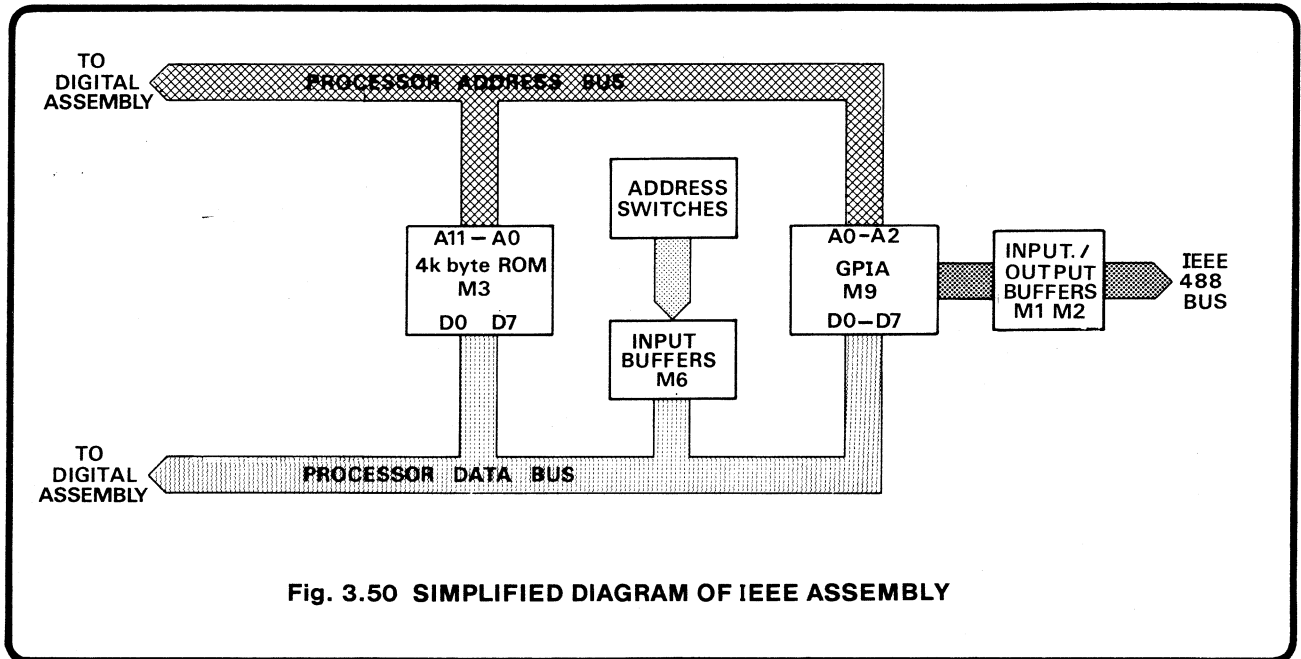 TO
DIGITAL
ASSEMBLY
PROCESSOR ADDRESS BUS
ADDRESS
SWITCHES
A11 – A0
4k byte ROM
M3
D0 D7
INPUT
BUFFERS
M6
A0–A2
GPIA
M9
D0–D7
INPUT./
OUTPUT
BUFFERS
M1 M2
IEEE
488
BUS
TO
DIGITAL
ASSEMBLY
PROCESSOR DATA BUS
Fig. 3.50 SIMPLIFIED DIAGRAM OF IEEE ASSEMBLY